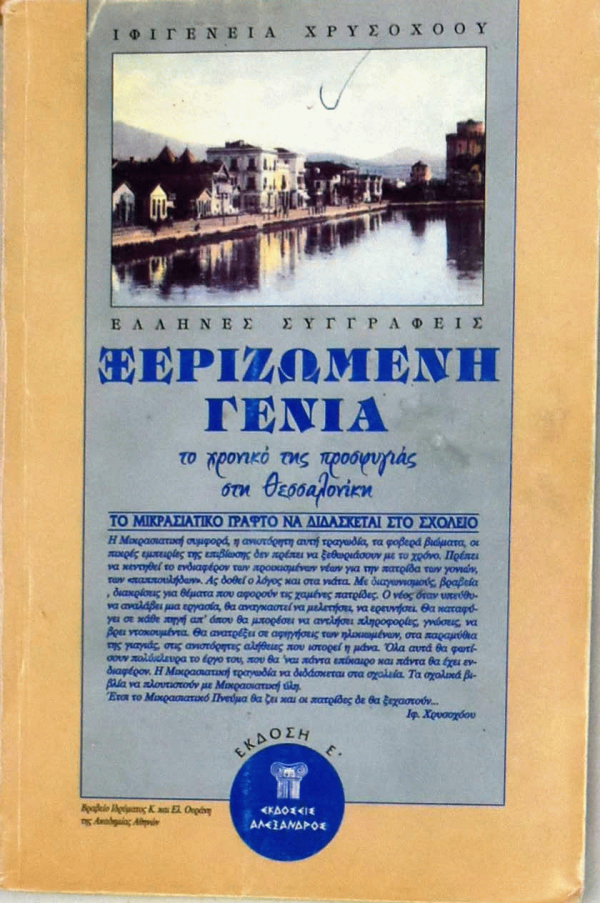 ΙΦΙΓΕΝΕΙΑ ΧΡΥΣΟΧΟΟΥ
ΕΛΛΗΝΕΣ ΣΥΓΓΡΑΦΕΙΣ
ΞΕΡΙΖΩΜΕΝΗ
ΓΕΝΙΑ
το χρονικό της προσφυγιάς
στη Θεσσαλονίκη
ΤΟ ΜΙΚΡΑΣΙΑΤΙΚΟ ΓΡΑΦΤΟ ΝΑ ΔΙΔΑΣΚΕΤΑΙ ΣΤΟ ΣΧΟΛΕΙΟ
Η Μικρασιατική συμφορά, η ανιστόρητη αυτή τραγωδία, τα φοβερά βιώματα, οι
πικρές εμπειρίες της επιβίωσης δεν πρέπει να ξεθωριάσουν με το χρόνο. Πρέπει
να κεντηθεί το ενδιαφέρον των προικισμένων νέων για την πατρίδα των γονιών,
των «παππουλήδων». Ας δοθεί ο λόγος και στα νιάτα. Με διαγωνισμούς, βραβεία
, διακρίσεις για θέματα που αφορούν τις χαμένες πατρίδες. Ο νέος όταν υπεύθυ-
να αναλάβει μια εργασία, θα αναγκαστεί να μελετήσει, να ερευνήσει. Θα καταφύ-
γει σε κάθε πηγή απ' όπου θα μπορέσει να αντλήσει πληροφορίες, γνώσεις, να
βρει ντοκουμέντα. Θα ανατρέξει σε αφηγήσεις των ηλικιωμένων, στα παραμύθια
της γιαγιάς, στις ανιστόρητες αλήθειες που ιστορεί η μάνα. Όλα αυτά θα φωτί-
σουν πολύπλευρα το έργο του, που θα 'ναι πάντα επίκαιρο και πάντα θα έχει εν-
διαφέρον. Η Μικρασιατική τραγωδία να διδάσκεται στα σχολεία. Τα σχολικά βι-
βλία να πλουτιστούν με Μικρασιατική ύλη.
Έτσι το Μικρασιατικό Πνεύμα θα ζει και οι πατρίδες δε θα ξεχαστούν...
Ιφ. Χρυσοχόου
ΕΚΔΟΣΗ Ε'
ΕΚΔΟΣΕΙΣ
ΑΛΕΞΑΝΔΡΟΣ
Βραβείο Ιδρύματος Κ. και Ελ. Ουράνη
της Ακαδημίας Αθηνών